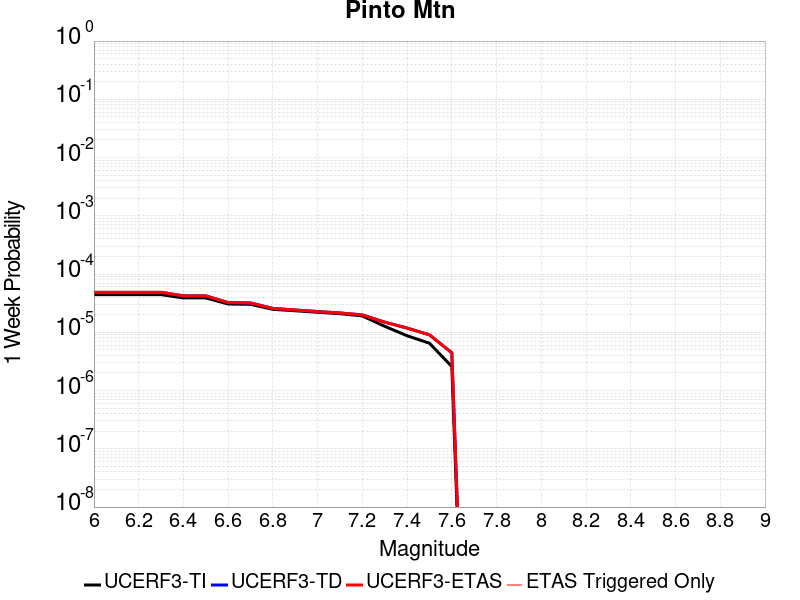 Pinto Mtn
10^0
10^-1
10^-2
10^-3
10^-4
10^-5
10^-6
10^-7
10^-8
1 Week Probability
6 6.2 6.4 6.6 6.8 7 7.2 7.4 7.6 7.8 8 8.2 8.4 8.6 8.8 9
Magnitude
UCERF3-TI UCERF3-TD UCERF3-ETAS ETAS Triggered Only